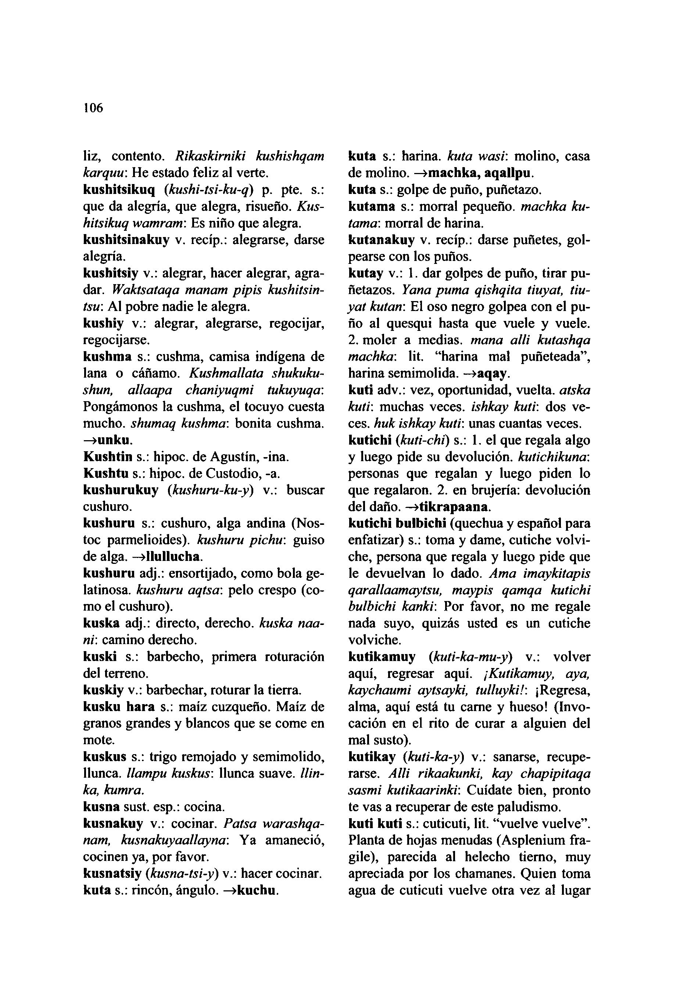 106
liz, contento. Rikaskirniki kushishqam
karquu: He estado feliz al verte.
kushitsikuq (kushi-tsi-ku-q) p. pte. s.:
que da alegría, que alegra, risueño. Kus-
hitsikuq wamram: Es niño que alegra.
kushitsinakuy v. recíp.: alegrarse, darse
alegría.
kushitsiy v.: alegrar, hacer alegrar, agra-
dar. Waktsataqa manam pipis kushitsin-
tsu: Al pobre nadie le alegra.
kushiy v.: alegrar, alegrarse, regocijar,
regocijarse.
kushma s.: cushma, camisa indígena de
lana o cáñamo. Kushmallata shukuku-
shun, allaapa chaniyuqmi tukuyuqa:
Pongámonos la cushma, el tocuyo cuesta
mucho. shumaq kushma: bonita cushma.
→unku.
Kushtin s.: hipoc. de Agustín, -ina.
Kushtu s.: hipoc. de Custodio, -a.
kushurukuy (kushuru-ku-y) v.: buscar
cushuro.
kushuru s.: cushuro, alga andina (Nos-
toc parmelioides). kushuru pichu: guiso
de alga. →llullucha.
kushuru adj.: ensortijado, como bola ge-
latinosa. kushuru aqtsa: pelo crespo (co-
mo el cushuro).
kuska adj.: directo, derecho. kuska naa-
ni: camino derecho.
kuski s.: barbecho, primera roturación
del terreno.
kuskiy v.: barbechar, roturar la tierra.
kusku hara s.: maíz cuzqueño. Maíz de
granos grandes y blancos que se come en
mote.
kuskus s.: trigo remojado y semimolido,
llunca. llampu kuskus: llunca suave. llin-
ka, kumra.
kusna sust. esp.: cocina.
kusnakuy v.: cocinar. Patsa warashqa-
nam, kusnakuyaallayna: Ya amaneció,
cocinen ya, por favor.
kusnatsiy (kusna-tsi-y) v.: hacer cocinar.
kuta s.: rincón, ángulo. →kuchu.
kuta s.: harina. kuta wasi: molino, casa
de molino. →machka, aqallpu.
kuta s.: golpe de puño, puñetazo.
kutama s.: morral pequeño. machka ku-
tama: morral de harina.
kutanakuy v. recíp.: darse puñetes, gol-
pearse con los puños.
kutay v.: 1. dar golpes de puño, tirar pu-
ñetazos. Yana puma qishqita tiuyat, tiu-
yat kutan: El oso negro golpea con el pu-
ño al quesqui hasta que vuele y vuele.
2. moler a medias. mana alli kutashqa
machka: lit. “harina mal puñeteada”,
harina semimolida. →aqay.
kuti adv.: vez, oportunidad, vuelta. atska
kuti: muchas veces. ishkay kuti: dos ve-
ces. huk ishkay kuti: unas cuantas veces.
kutichi (kuti-chi) s.: 1. el que regala algo
y luego pide su devolución. kutichikuna:
personas que regalan y luego piden lo
que regalaron. 2. en brujería: devolución
del daño. →tikrapaana.
kutichi bulbichi (quechua y español para
enfatizar) s.: toma y dame, cutiche volvi-
che, persona que regala y luego pide que
le devuelvan lo dado. Ama imaykitapis
qarallaamaytsu, maypis qamqa kutichi
bulbichi kanki: Por favor, no me regale
nada suyo, quizás usted es un cutiche
volviche.
kutikamuy (kuti-ka-mu-y) v.: volver
aquí, regresar aquí. ¡Kutikamuy, aya,
kaychaumi aytsayki, tulluyki!: ¡Regresa,
alma, aquí está tu carne y hueso! (Invo-
cación en el rito de curar a alguien del
mal susto).
kutikay (kuti-ka-y) v.: sanarse, recupe-
rarse. Alli rikaakunki, kay chapipitaqa
sasmi kutikaarinki: Cuídate bien, pronto
te vas a recuperar de este paludismo.
kuti kuti s.: cuticuti, lit. “vuelve vuelve”.
Planta de hojas menudas (Asplenium fra-
gile), parecida al helecho tierno, muy
apreciada por los chamanes. Quien toma
agua de cuticuti vuelve otra vez al lugar